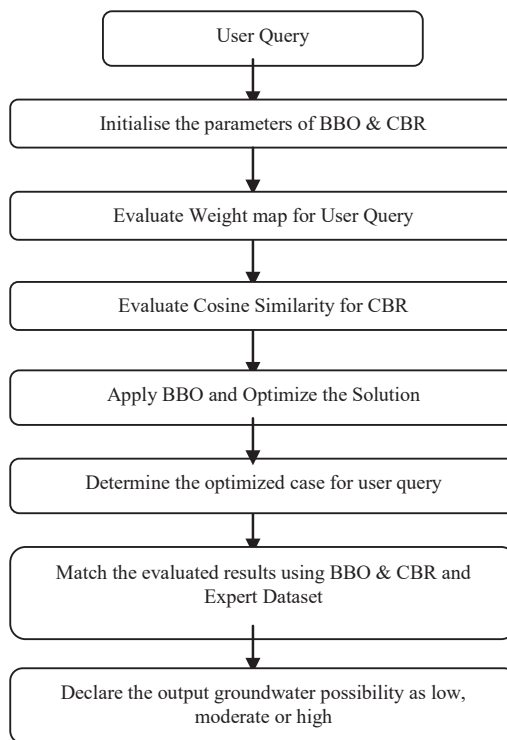 User Query
Initialise the parameters of BBO & CBR
Evaluate Weight map for User Query
Evaluate Cosine Similarity for CBR
Apply BBO and Optimize the Solution
Determine the optimized case for user query
Match the evaluated results using BBO & CBR and
Expert Dataset
Declare the output groundwater possibility as low,
moderate or high